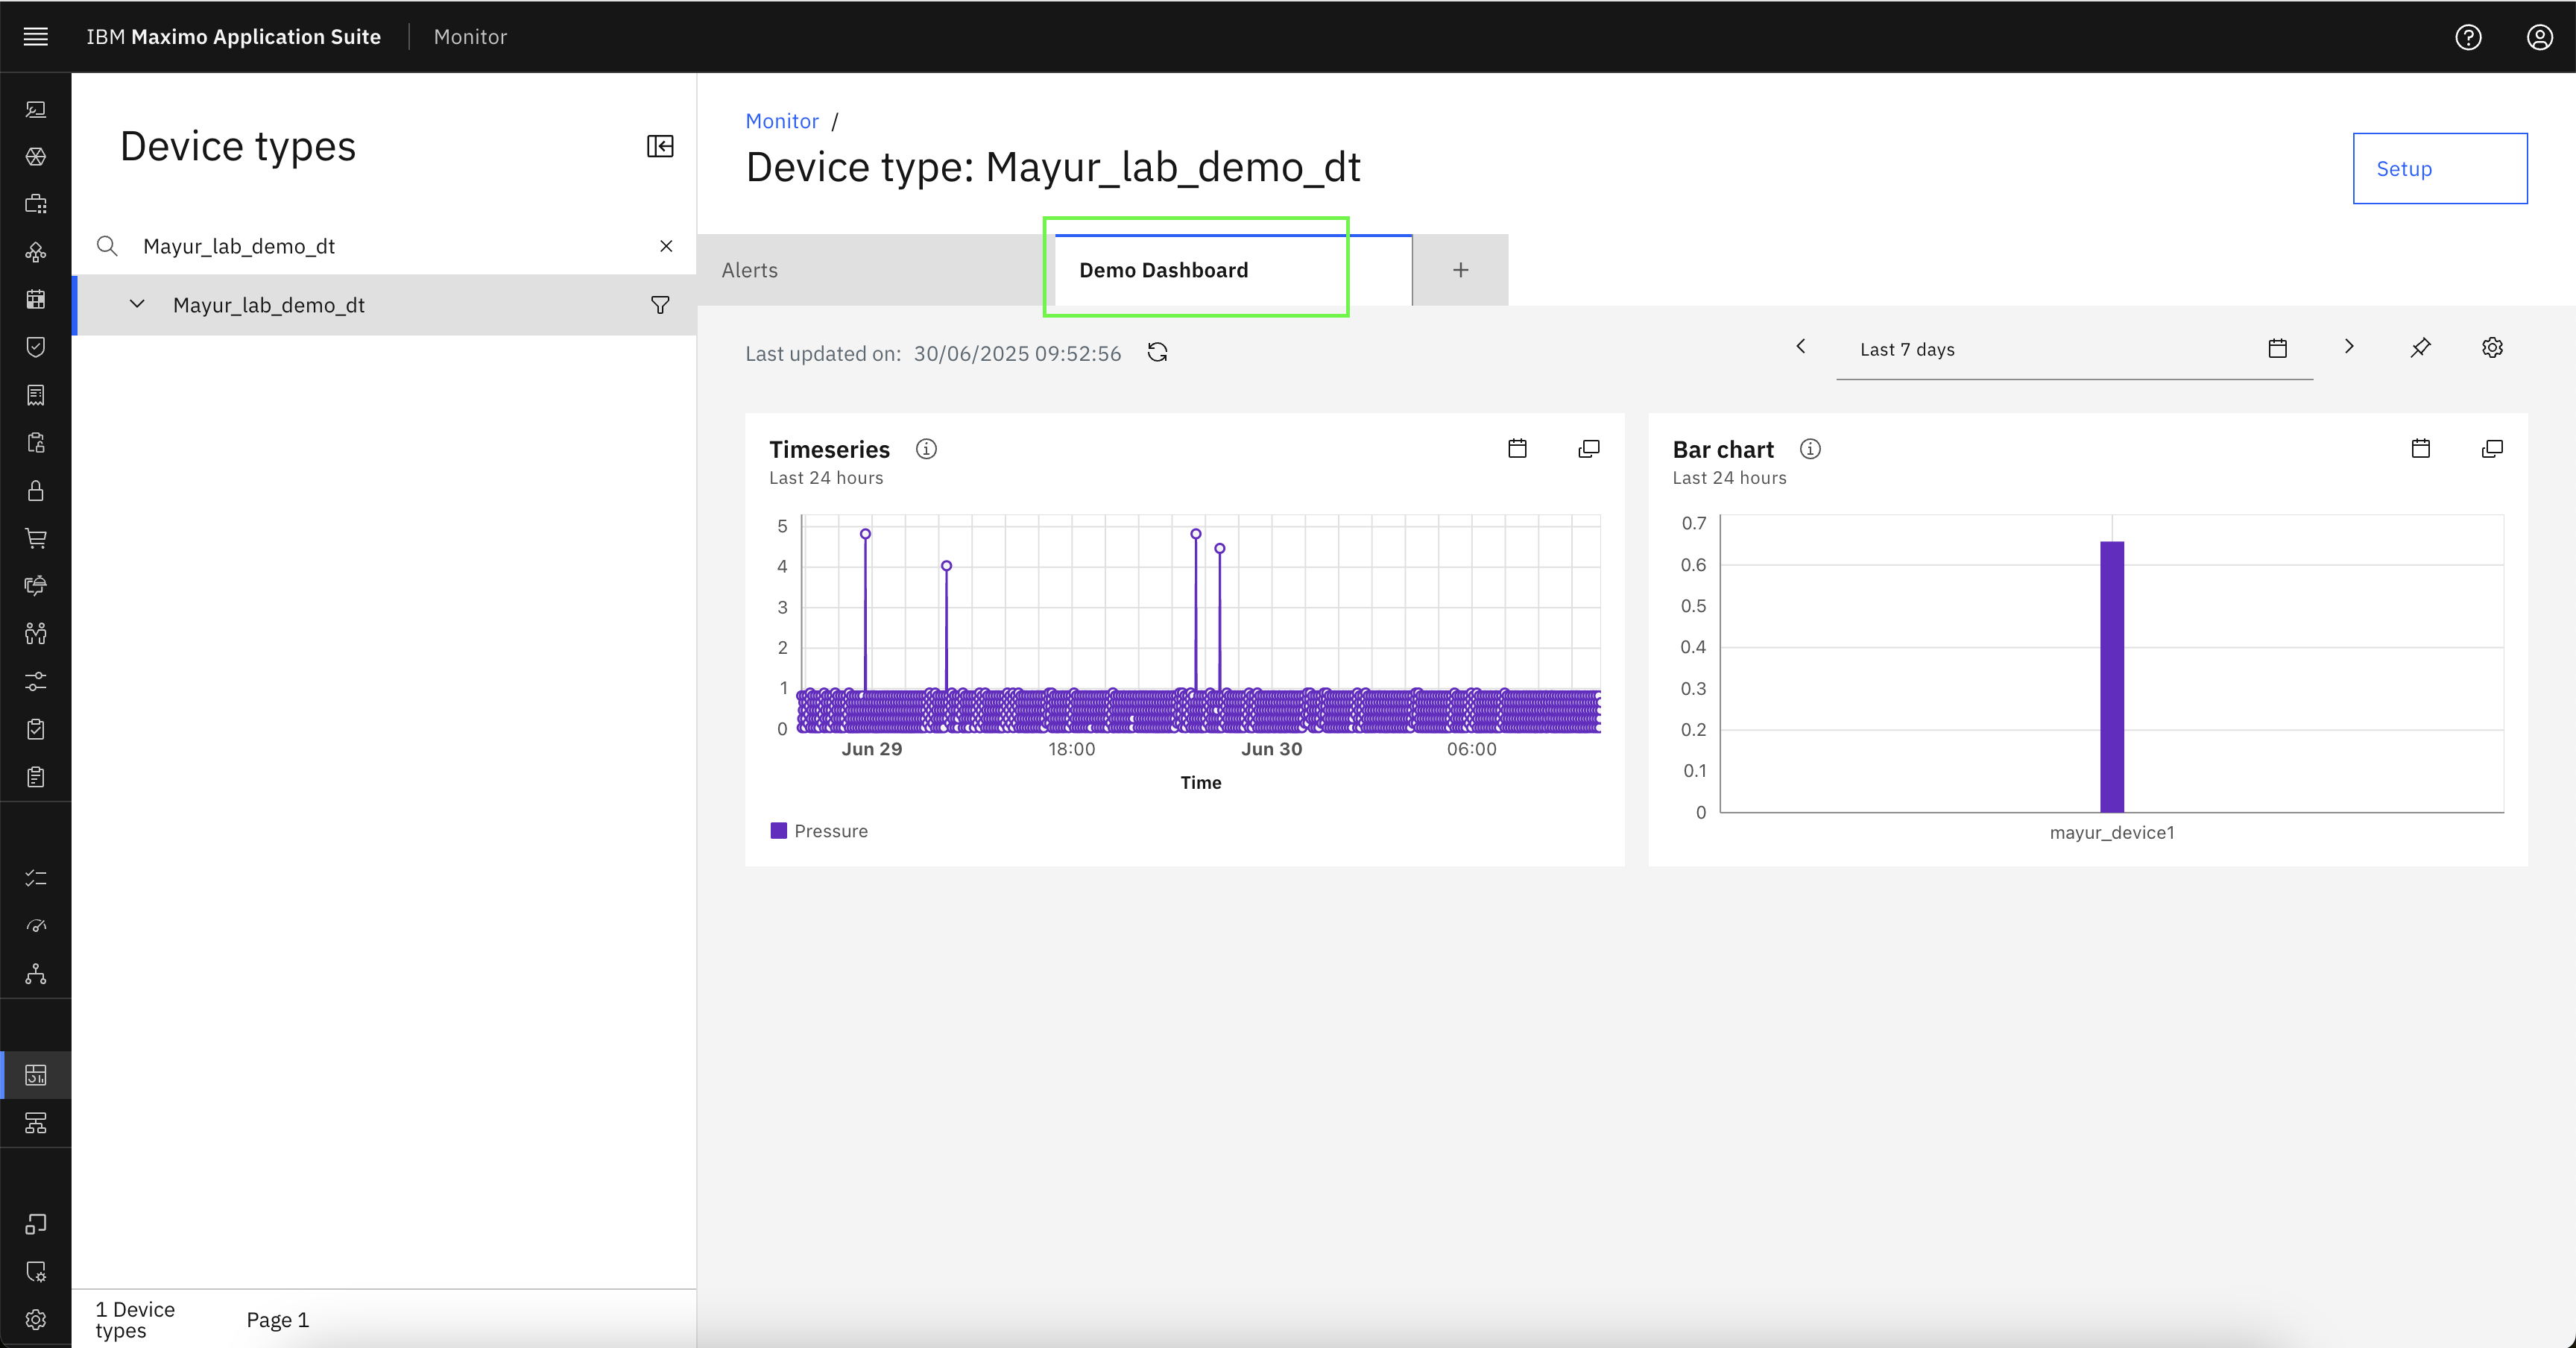 IBM Maximo Application Suite Monitor
Device types
Mayur_lab_demo_dt
Mayur_lab_demo_dt
1 Device
types
Page 1
Monitor /
Device type: Mayur_lab_demo_dt
Setup
Alerts
Demo Dashboard
+
Last updated on: 30/06/2025 09:52:56
Last 7 days
Timeseries
Last 24 hours
5
4
3
2
1
0
Jun 29 18:00 Jun 30 06:00
Time
Pressure
Bar chart
Last 24 hours
0.7
0.6
0.5
0.4
0.3
0.2
0.1
0
mayur_device1